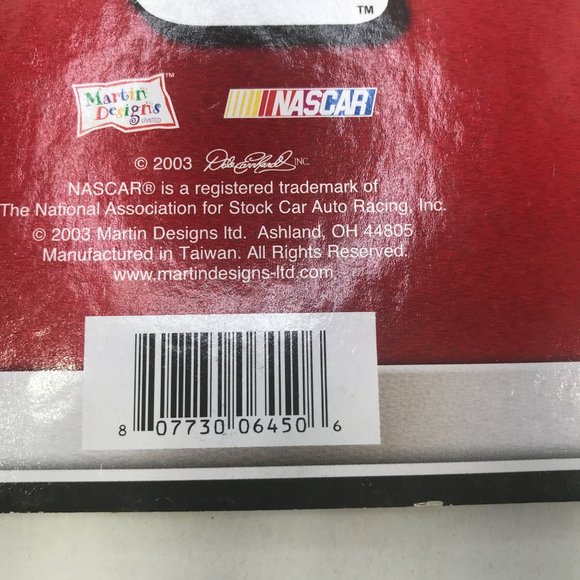 TM
Martin Designs LIMITED TM
NASCAR
© 2003 Dale Earnhardt INC.
NASCAR® is a registered trademark of
The National Association for Stock Car Auto Racing, Inc.
© 2003 Martin Designs ltd. Ashland, OH 44805
Manufactured in Taiwan. All Rights Reserved.
www.martindesigns-ltd.com
8 07730 06450 6